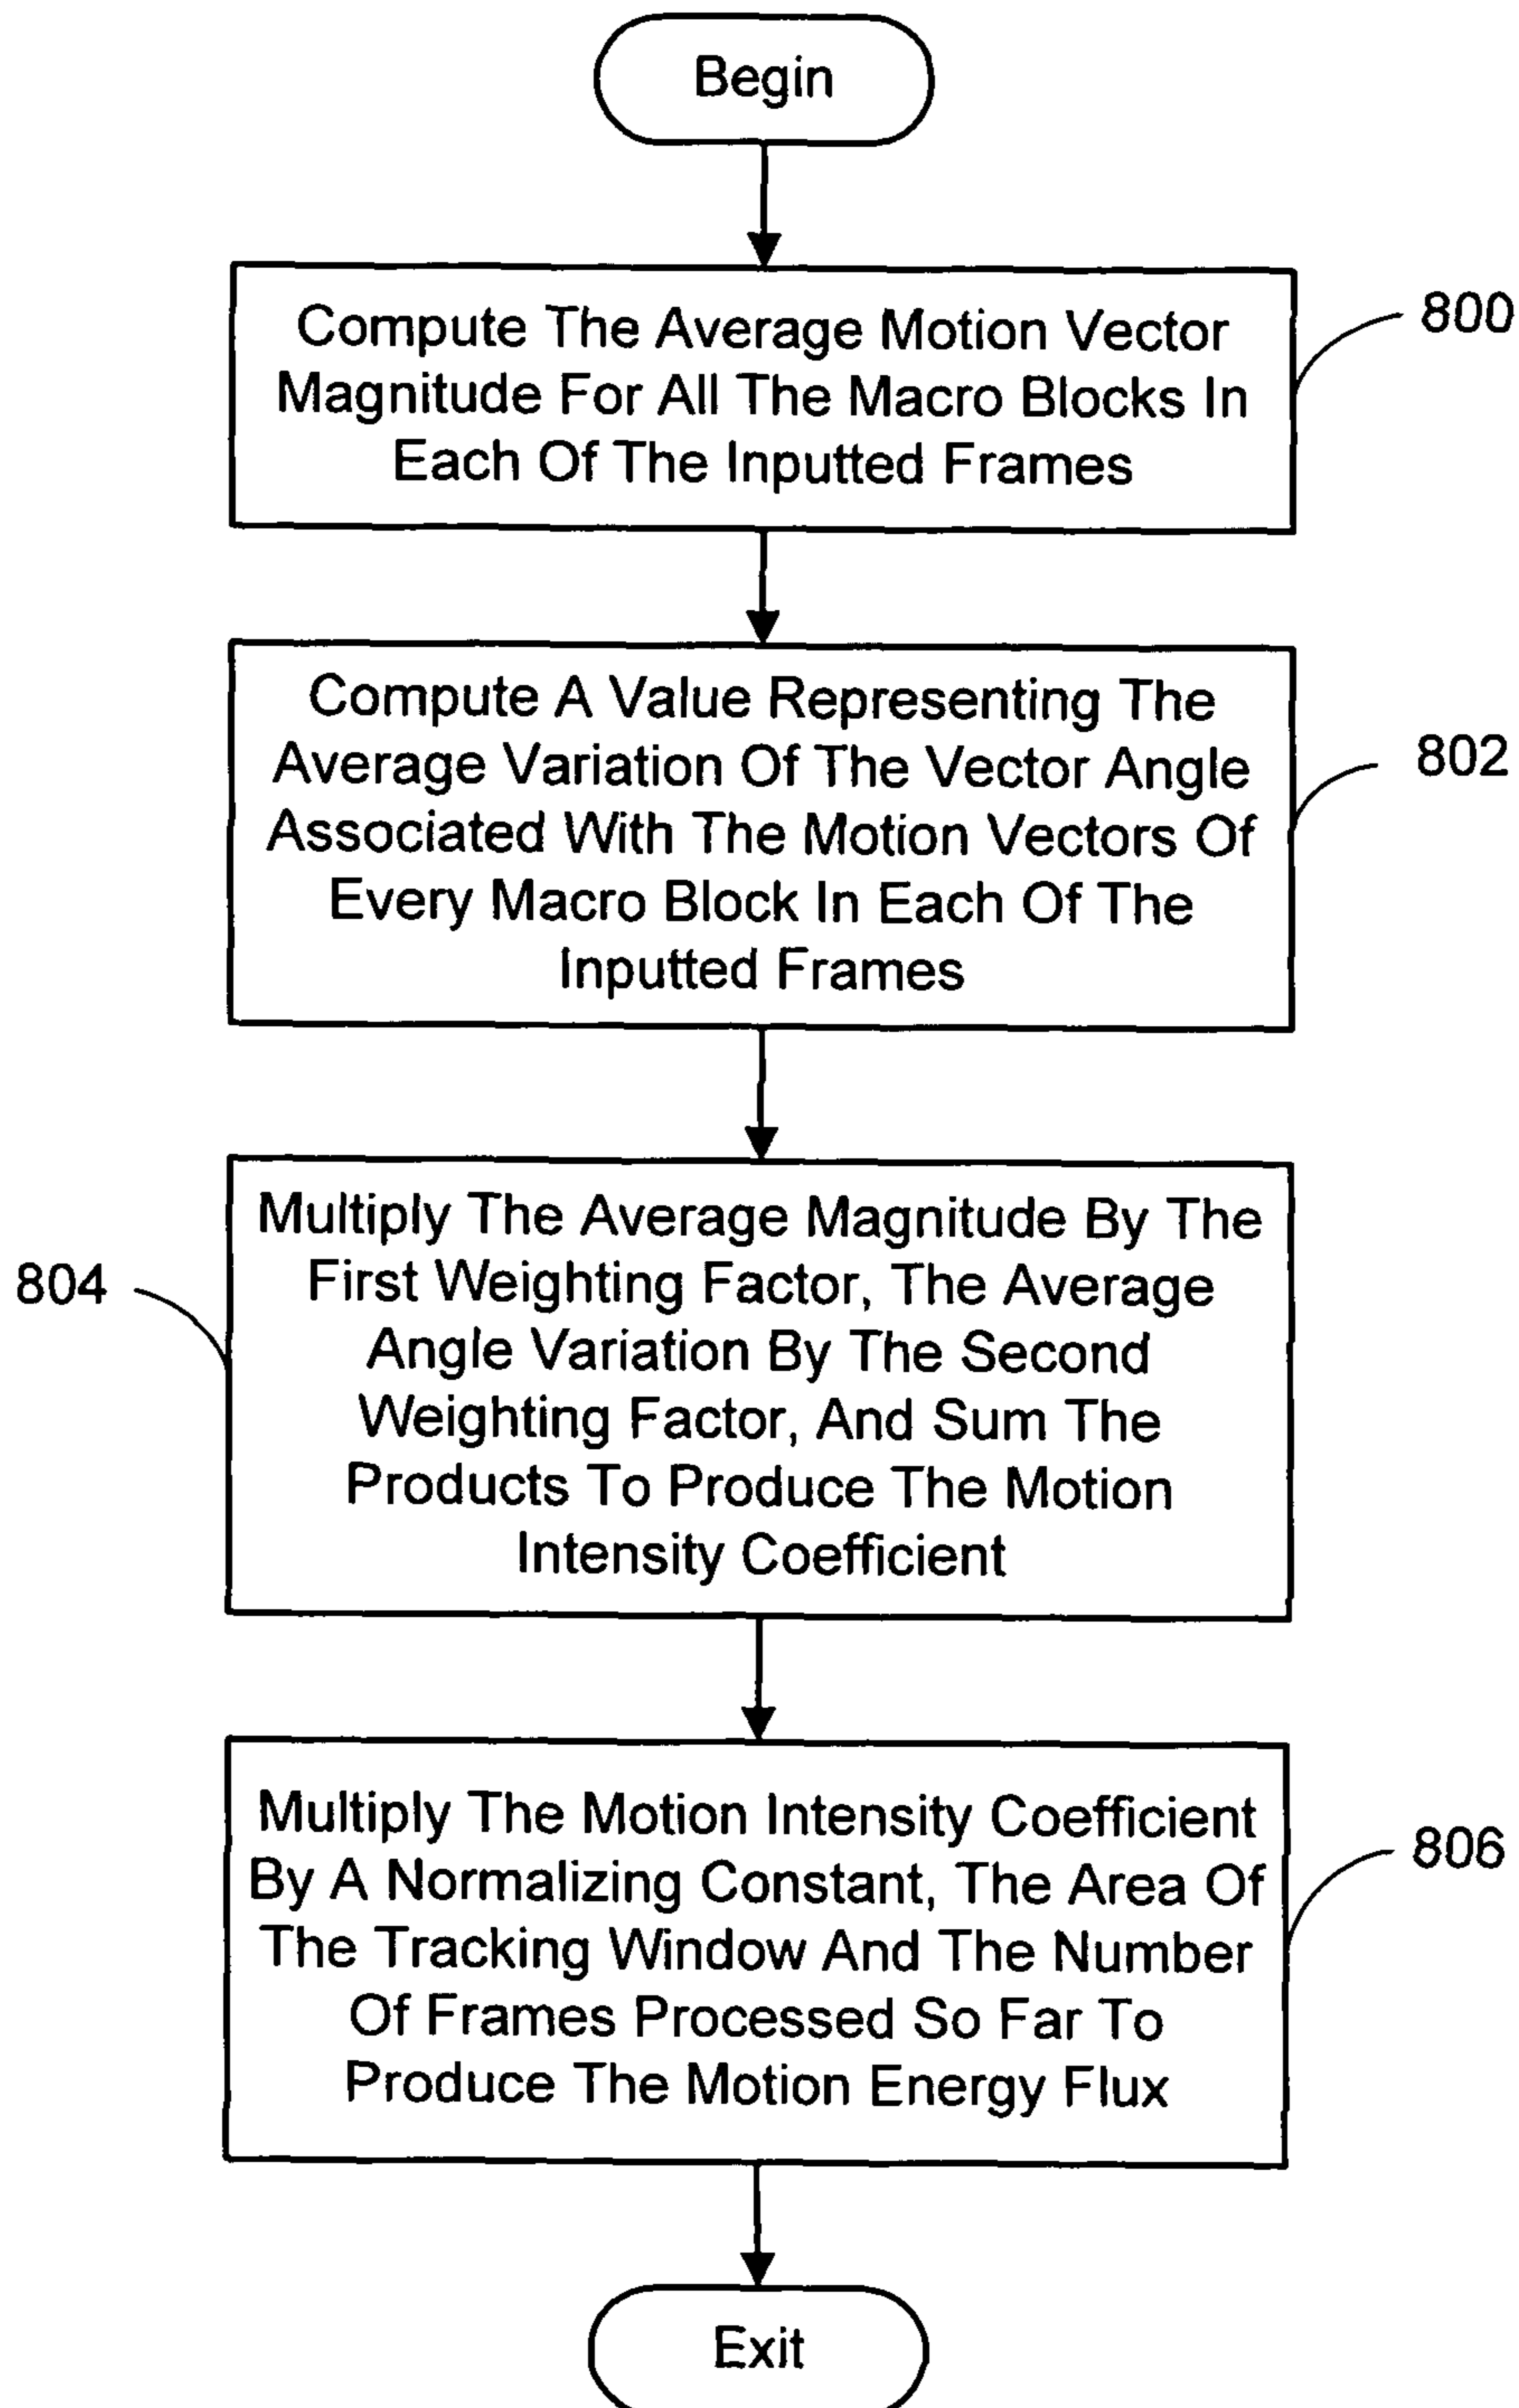 Begin
Compute The Average Motion Vector
Magnitude For All The Macro Blocks In
Each Of The Inputted Frames
800
Compute A Value Representing The
Average Variation Of The Vector Angle
Associated With The Motion Vectors Of
Every Macro Block In Each Of The
Inputted Frames
802
Multiply The Average Magnitude By The
First Weighting Factor, The Average
Angle Variation By The Second
Weighting Factor, And Sum The
Products To Produce The Motion
Intensity Coefficient
804
Multiply The Motion Intensity Coefficient
By A Normalizing Constant, The Area Of
The Tracking Window And The Number
Of Frames Processed So Far To
Produce The Motion Energy Flux
806
Exit